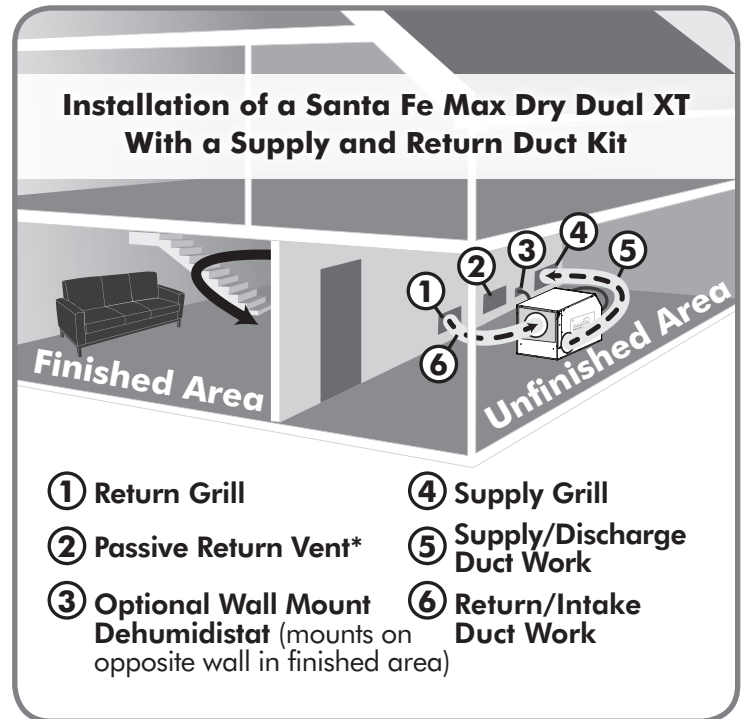 Installation of a Santa Fe Max Dry Dual XT
With a Supply and Return Duct Kit
1
2
3
4
5
6
Finished Area
Unfinished Area
1 Return Grill
2 Passive Return Vent*
3 Optional Wall Mount
Dehumidistat (mounts on
opposite wall in finished area)
4 Supply Grill
5 Supply/Discharge
Duct Work
6 Return/Intake
Duct Work